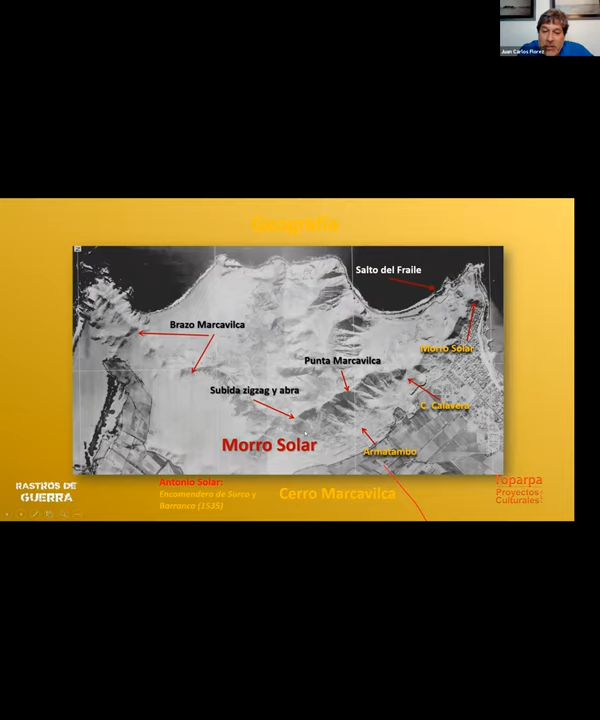 Juan Carlos Florez
Geografía
Salto del Fraile
Brazo Marcavilca
Morro Solar
Punta Marcavilca
Subida zigzag y abra
C. Calavera
Morro Solar
Armatambo
RASTROS DE
GUERRA
Antonio Solar:
Encomendero de Surco y
Barranco (1535)
Cerro Marcavilca
Toparpa
Proyectos
Culturales